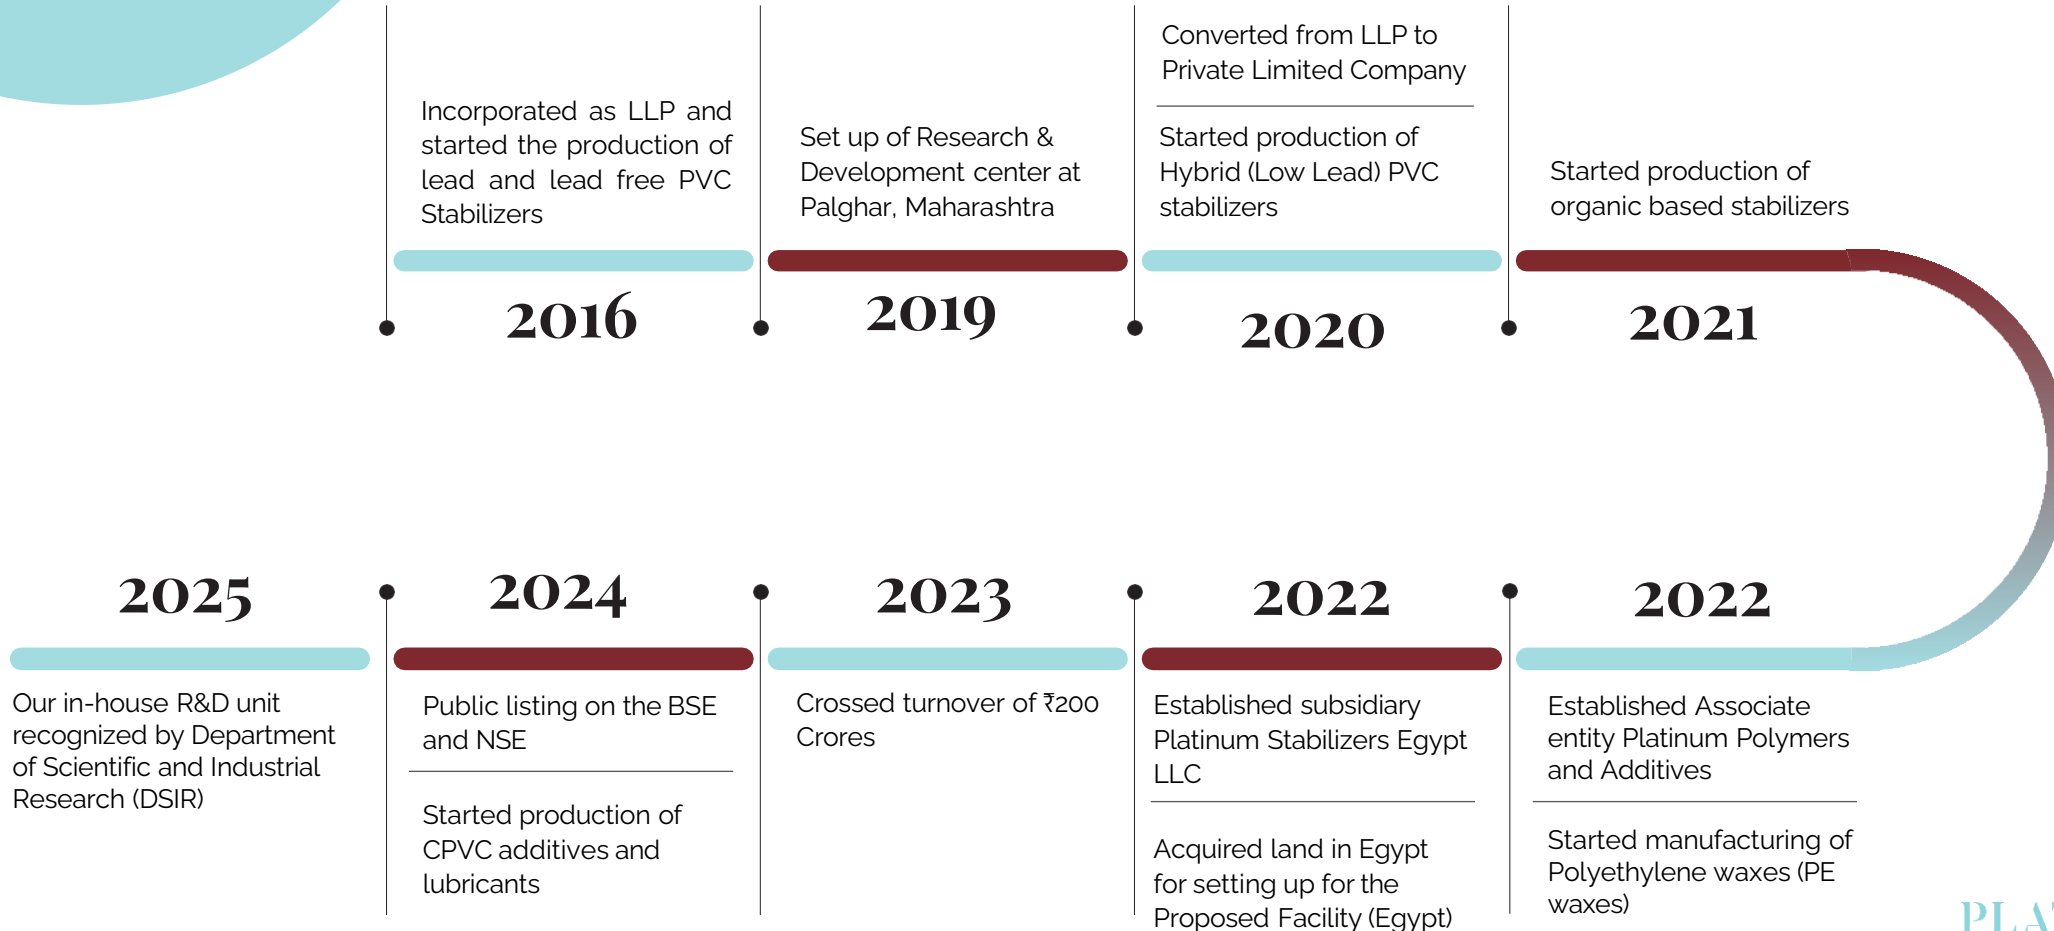 Incorporated as LLP and
started the production of
lead and lead free PVC
Stabilizers
2016
Set up of Research &
Development center at
Palghar, Maharashtra
2019
Converted from LLP to
Private Limited Company
Started production of
Hybrid (Low Lead) PVC
stabilizers
2020
Started production of
organic based stabilizers
2021
2022
Established Associate
entity Platinum Polymers
and Additives
Started manufacturing of
Polyethylene waxes (PE
waxes)
2022
Established subsidiary
Platinum Stabilizers Egypt
LLC
Acquired land in Egypt
for setting up for the
Proposed Facility (Egypt)
2023
Crossed turnover of ₹200
Crores
2024
Public listing on the BSE
and NSE
Started production of
CPVC additives and
lubricants
2025
Our in-house R&D unit
recognized by Department
of Scientific and Industrial
Research (DSIR)